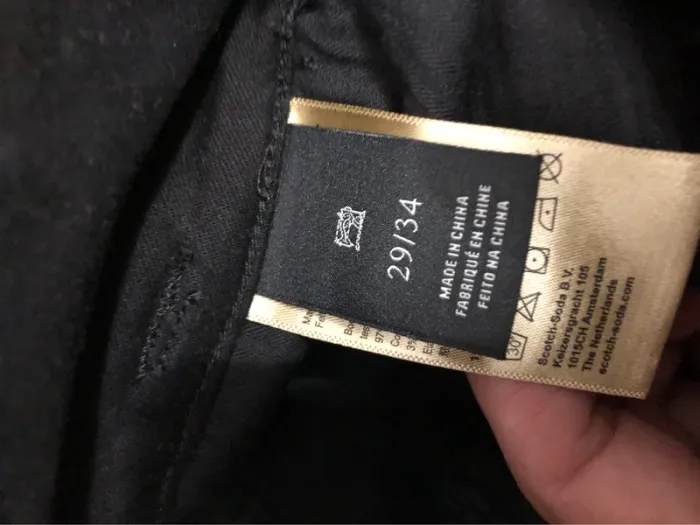 29/34
MADE IN CHINA
FABRIQUÉ EN CHINE
FEITO NA CHINA
30
Scotch-Soda B.V.
Keizersgracht 105
1015CH Amsterdam
The Netherlands
scotch-soda.com